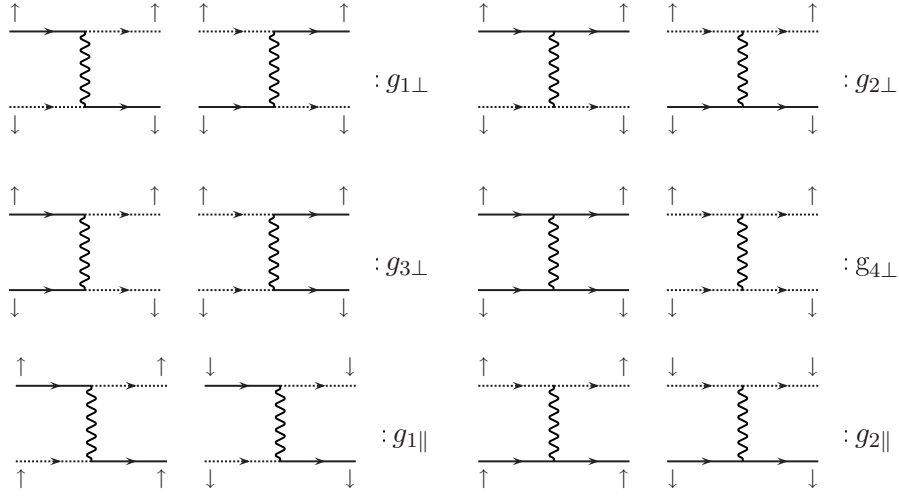 ↑ ↑ ↑ ↑ ↑ ↑ ↑ ↑
: g₁⊥ : g₂⊥
↓ ↓ ↓ ↓ ↓ ↓ ↓ ↓
↑ ↑ ↑ ↑ ↑ ↑ ↑ ↑
: g₃⊥ : g₄⊥
↓ ↓ ↓ ↓ ↓ ↓ ↓ ↓
↑ ↑ ↓ ↓ ↑ ↑ ↓ ↓
: g₁∥ : g₂∥
↑ ↑ ↓ ↓ ↑ ↑ ↓ ↓